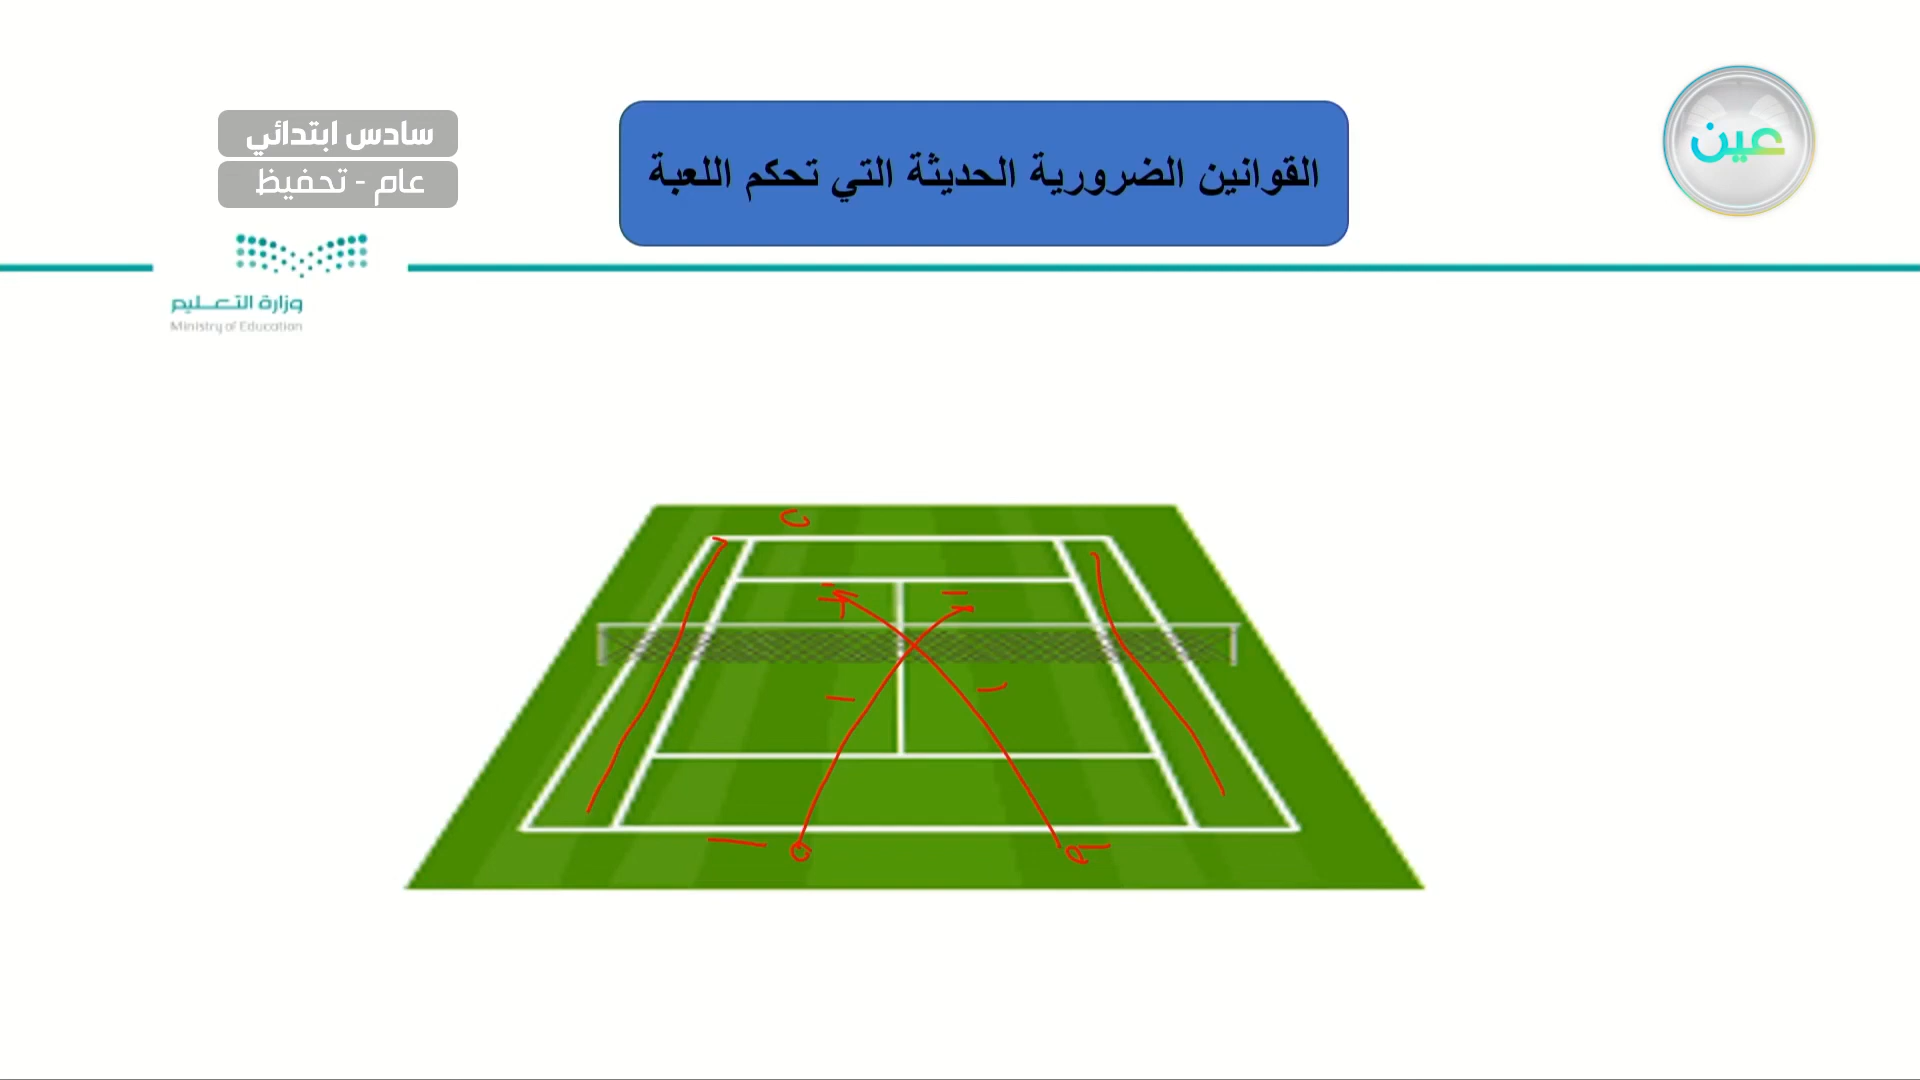 القوانين الضرورية الحديثة التي تحكم اللعبة
عين
سادس ابتدائي
عام - تحفيظ
وزارة التعليم
Ministry of Education